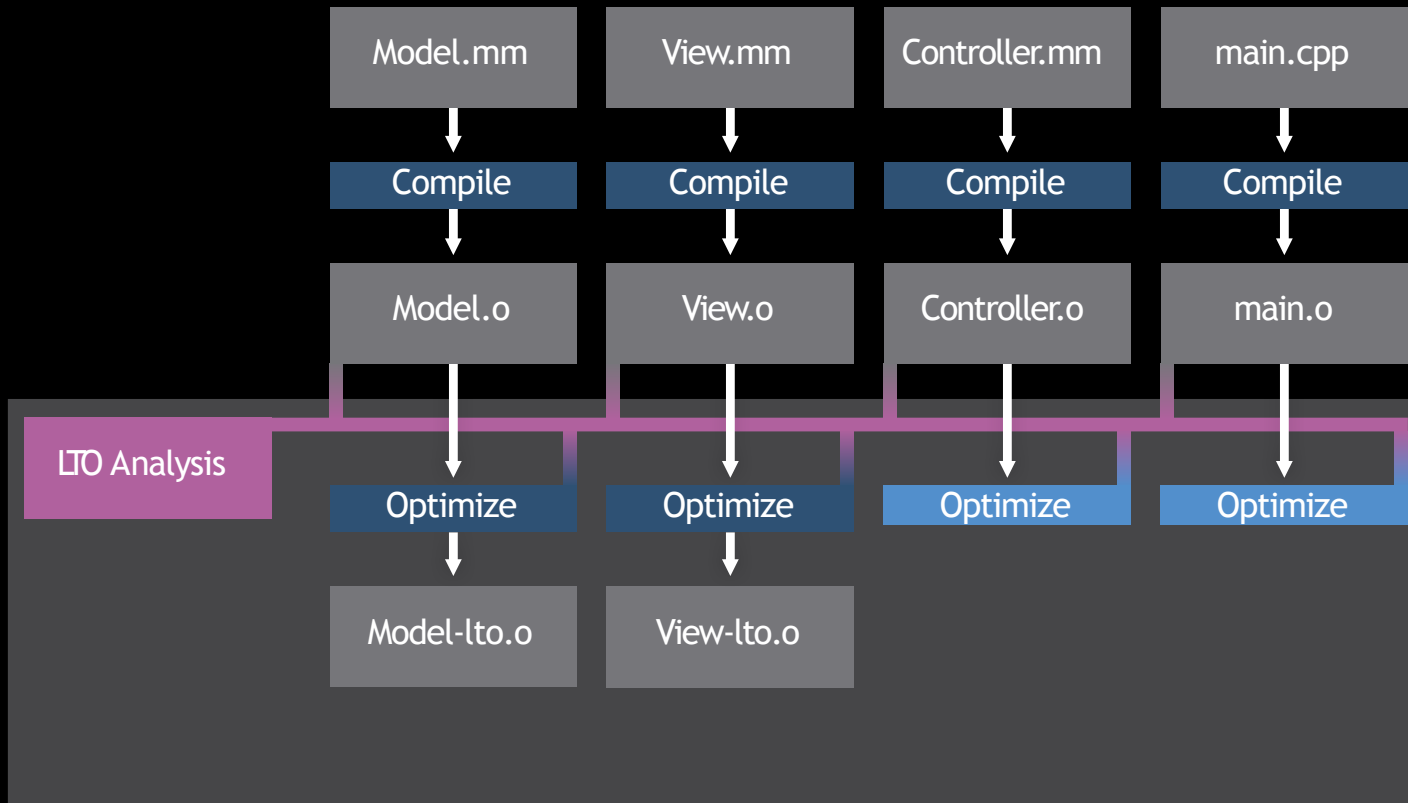 Model.mm
View.mm
Controller.mm
main.cpp
Compile
Compile
Compile
Compile
Model.o
View.o
Controller.o
main.o
LTO Analysis
Optimize
Optimize
Optimize
Optimize
Model-lto.o
View-lto.o